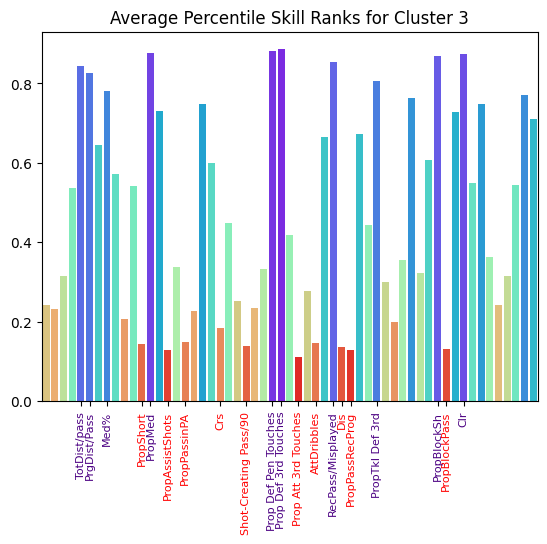 Average Percentile Skill Ranks for Cluster 3
0.8
0.6
0.4
0.2
0.0
TotDist/pass
PrgDist/Pass
Med%
PropShort
PropMed
PropAssistShots
PropPassinPA
Crs
Shot-Creating Pass/90
Prop Def Pen Touches
Prop Def 3rd Touches
Prop Att 3rd Touches
AttDribbles
RecPass/Misplayed
Dis
PropPassRecProg
PropTkl Def 3rd
PropBlockSh
PropBlockPass
Clr